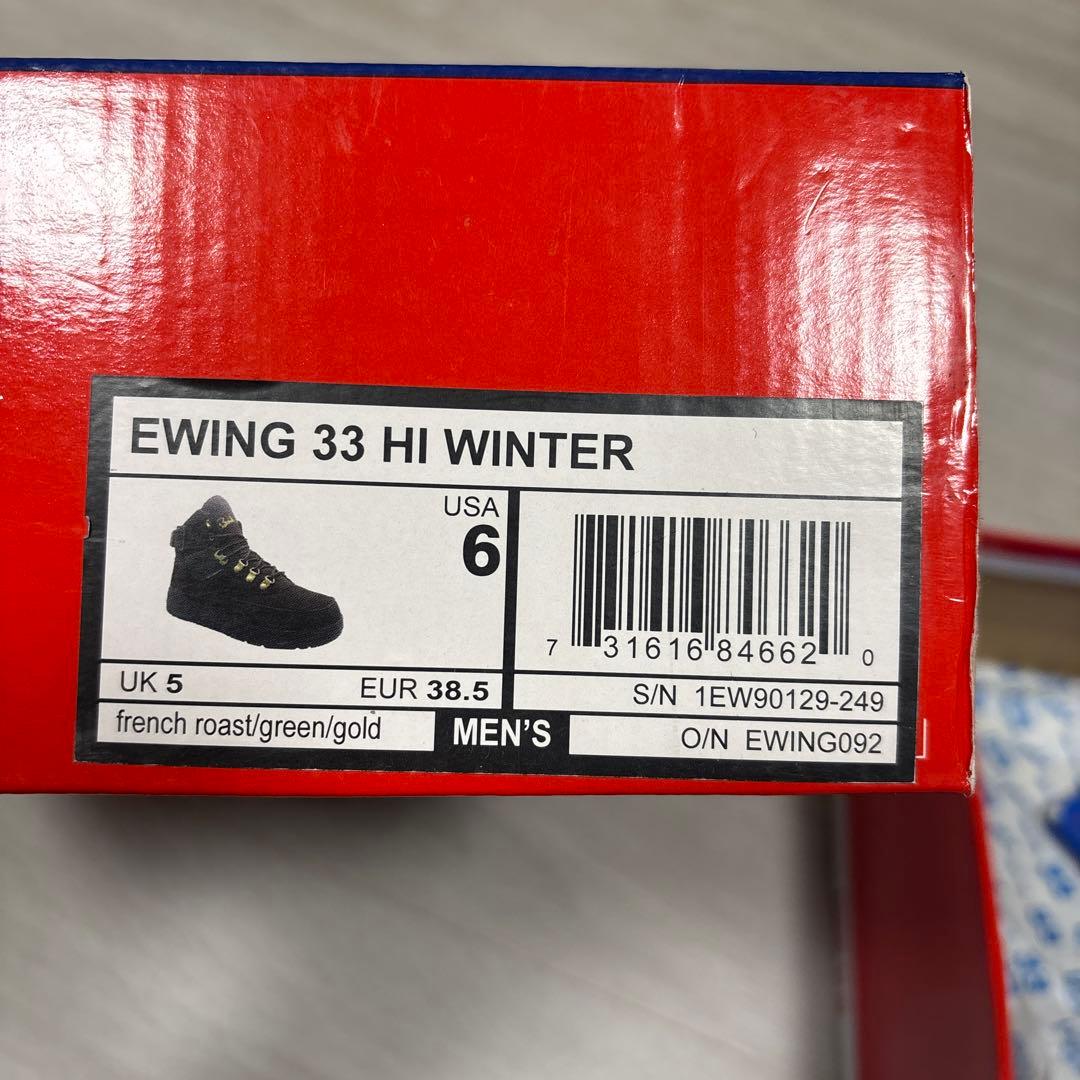 EWING 33 HI WINTER
USA
6
7 31616 84662 0
UK 5
EUR 38.5
S/N 1EW90129-249
french roast/green/gold
MEN'S
O/N EWING092